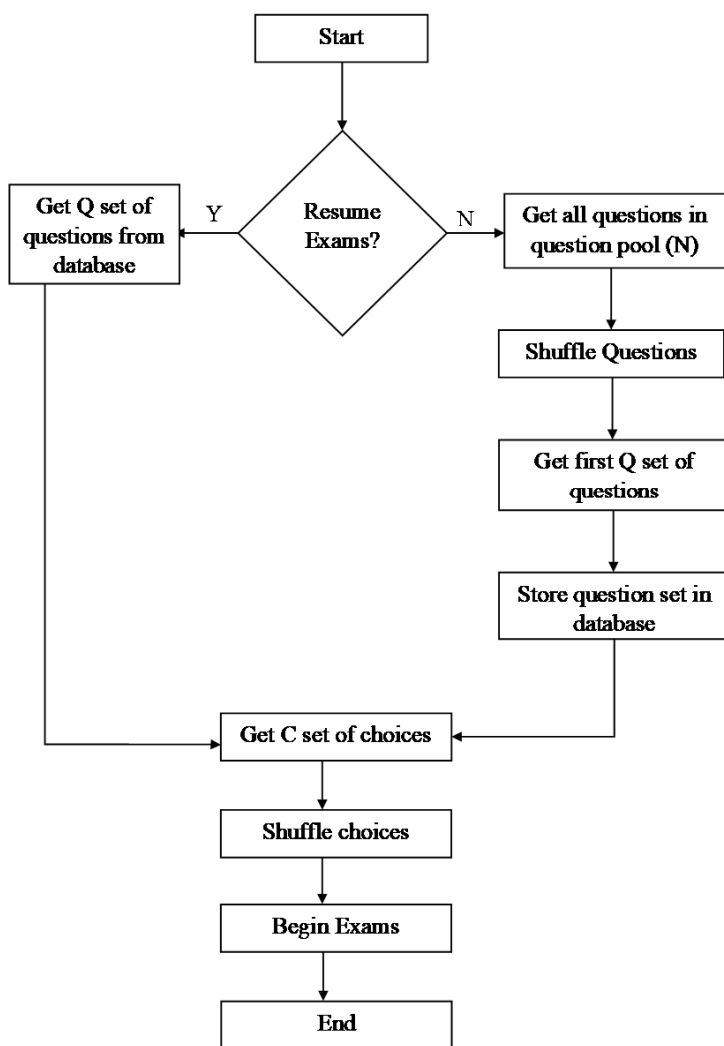 Start
Resume
Exams?
Y
N
Get Q set of
questions from
database
Get all questions in
question pool (N)
Shuffle Questions
Get first Q set of
questions
Store question set in
database
Get C set of choices
Shuffle choices
Begin Exams
End